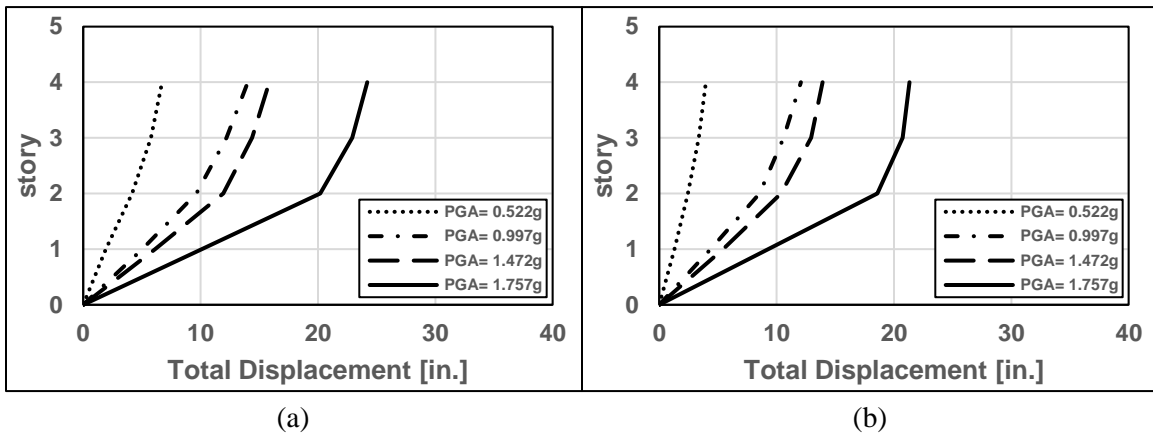 5
4
3
2
1
0
story
0 10 20 30 40
Total Displacement [in.]
PGA= 0.522g
PGA= 0.997g
PGA= 1.472g
PGA= 1.757g
(a)
5
4
3
2
1
0
story
0 10 20 30 40
Total Displacement [in.]
PGA= 0.522g
PGA= 0.997g
PGA= 1.472g
PGA= 1.757g
(b)